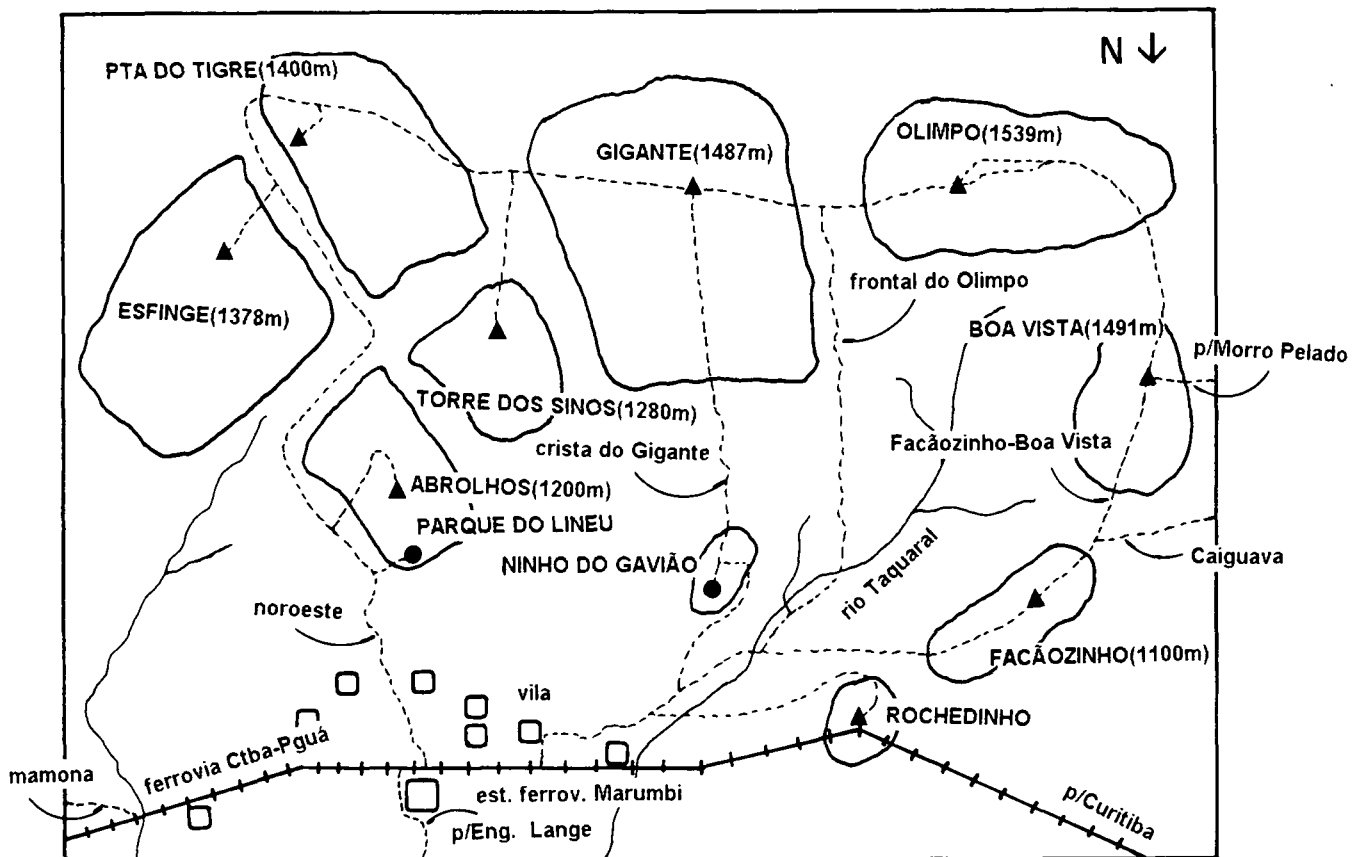 N
PTA DO TIGRE(1400m)
OLIMPO(1539m)
GIGANTE(1487m)
frontal do Olimpo
ESFINGE(1378m)
BOA VISTA(1491m)
p/Morro Pelado
TORRE DOS SINOS(1280m)
crista do Gigante
Facãozinho-Boa Vista
ABROLHOS(1200m)
PARQUE DO LINEU
NINHO DO GAVIÃO
Caiguava
rio Taquaral
noroeste
FACÃOZINHO(1100m)
vila
ROCHEDINHO
ferrovia Ctba-Pguá
mamona
est. ferrov. Marumbi
p/Eng. Lange
p/Curitiba